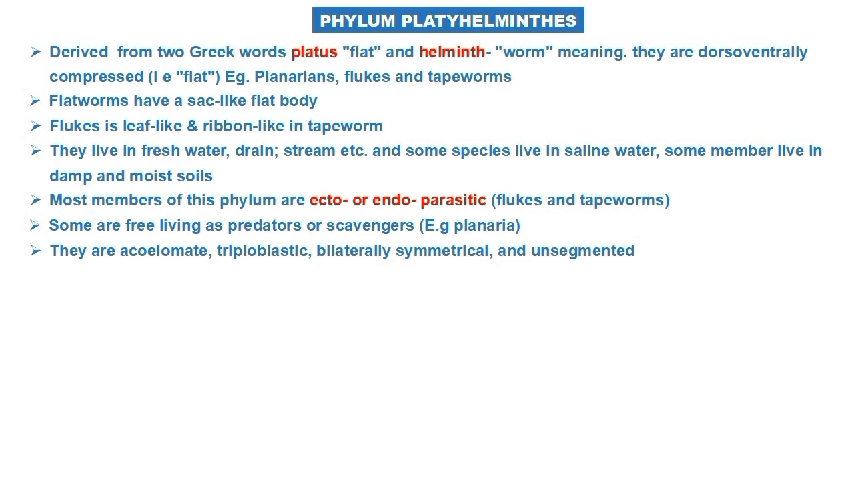 PHYLUM PLATYHELMINTHES
➢ Derived from two Greek words platus "flat" and helminth- "worm" meaning. they are dorsoventrally
compressed (I e "flat") Eg. Planarians, flukes and tapeworms
➢ Flatworms have a sac-like flat body
➢ Flukes is leaf-like & ribbon-like in tapeworm
➢ They live in fresh water, drain; stream etc. and some species live in saline water, some member live in
damp and moist soils
➢ Most members of this phylum are ecto- or endo- parasitic (flukes and tapeworms)
➢ Some are free living as predators or scavengers (E.g planaria)
➢ They are acoelomate, triploblastic, bilaterally symmetrical, and unsegmented